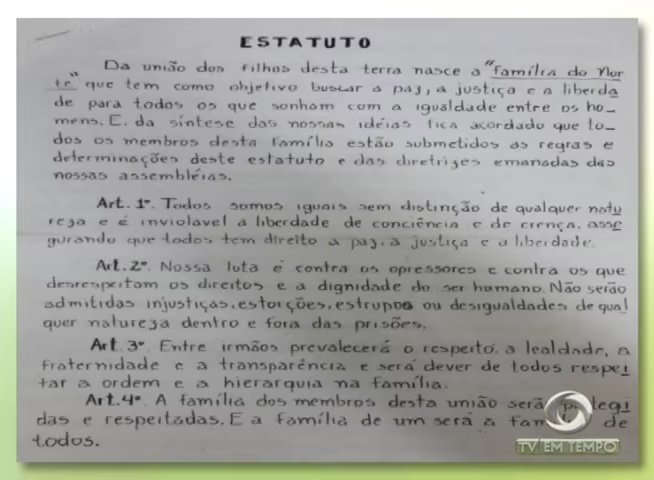 ESTATUTO
Da união dos filhos desta terra nasce a "família do Nor
te" que tem como objetivo buscar a paz, a justiça e a liberda
de para todos os que sonham com a igualdade entre os ho_
mens. E. da síntese das nossas idéias fica acordado que to_
dos os membros desta família estão submetidos as regras e
determinações deste estatuto e das diretrizes emanadas das
nossas assembléias.
Art. 1º. Todos somos iguais sem distinção de qualquer natu
reza e é inviolavel a liberdade de conciência e de crença, asse
gurando que todos tem direito a paz, a justiça e a liberdade.
Art. 2º. Nossa luta é contra os opressores e contra os que
desrespeitam os direitos e a dignidade do ser humano. Não serão
admitidas injustiças, estorções, estrupos ou desigualdades de qual
quer natureza dentro e fora das prisões.
Art. 3º. Entre irmãos prevalecerá o respeito, a lealdade, a
fraternidade e a transparência e será dever de todos respei
tar a ordem e a hierarquia na família.
Art. 4º. A família dos membros desta união será protegi
das e respeitadas. E a família de um será a família de
todos.
TV EM TEMPO